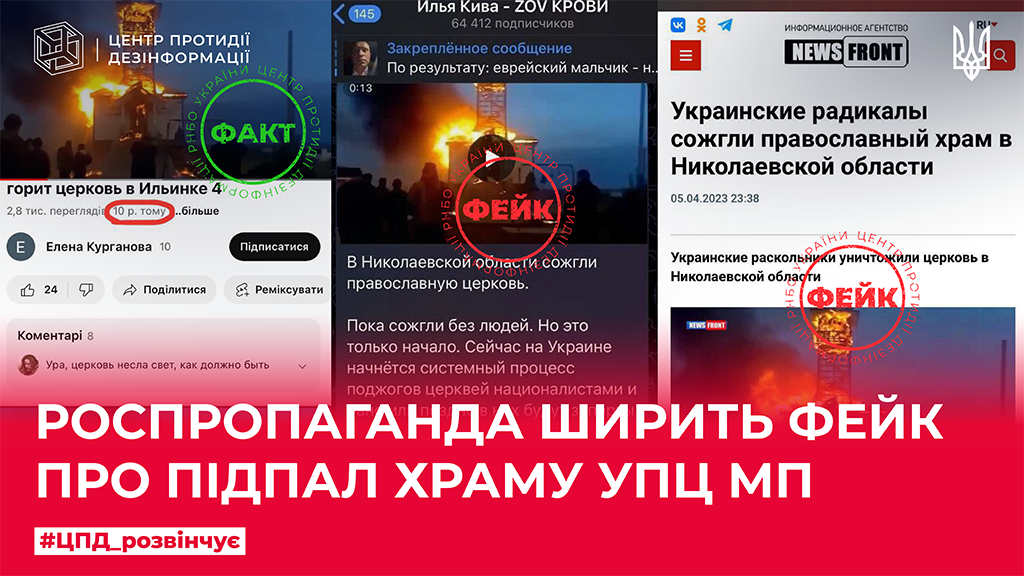 ЦЕНТР ПРОТИДІЇ
ДЕЗІНФОРМАЦІЇ
ФАКТ
РНБО УКРАЇНИ ЦЕНТР ПРОТИДІЇ ДЕЗІНФОРМАЦІЇ
горит церковь в Ильинке 4
2,8 тис. переглядів 10 р. тому ...більше
Е
Елена Курганова 10
Підписатися
24
Поділитися
Реміксувати
Коментарі 8
Ура, церковь несла свет, как должно быть
145
Илья Кива - ZOV КРОВИ
64 412 подписчиков
Закреплённое сообщение
По результату: еврейский мальчик - н..
0:13
ФЕЙК
РНБО УКРАЇНИ ЦЕНТР ПРОТИДІЇ ДЕЗІНФОРМАЦІЇ
В Николаевской области сожгли
православную церковь.
Пока сожгли без людей. Но это
только начало. Сейчас на Украине
начнётся системный процесс
поджогов церквей националистами и
ИНФОРМАЦИОННОЕ АГЕНТСТВО
NEWS FRONT
RU
Украинские радикалы
сожгли православный храм в
Николаевской области
05.04.2023 23:38
Украинские раскольники уничтожили церковь в
Николаевской области
ФЕЙК
РНБО УКРАЇНИ ЦЕНТР ПРОТИДІЇ ДЕЗІНФОРМАЦІЇ
NEWS FRONT
РОСПРОПАГАНДА ШИРИТЬ ФЕЙК
ПРО ПІДПАЛ ХРАМУ УПЦ МП
#ЦПД_розвінчує